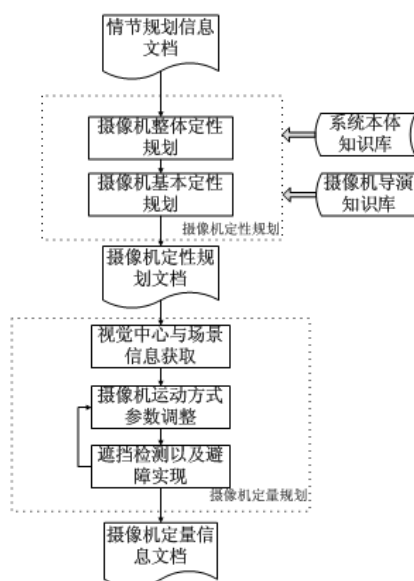 情节规划信息
文档
摄像机整体定性
规划
系统本体
知识库
摄像机基本定性
规划
摄像机导演
知识库
摄像机定性规划
摄像机定性规
划文档
视觉中心与场景
信息获取
摄像机运动方式
参数调整
遮挡检测以及避
障实现
摄像机定量规划
摄像机定量信
息文档